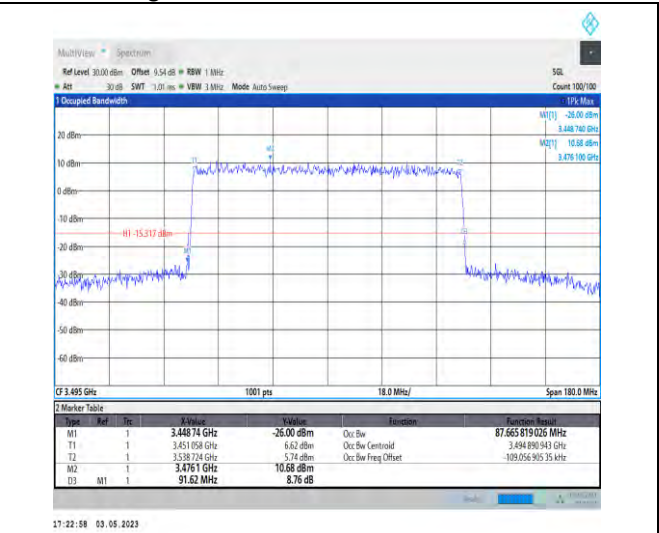 MultiView Spectrum
Ref Level 30.00 dBm Offset 9.54 dB RBW 1 MHz SGL
Att 30 dB SWT 1.01 ms VBW 3 MHz Mode Auto Sweep Count 100/100
1 Occupied Bandwidth 1Pk Max
M1[1] -26.00 dBm
3.448 740 GHz
20 dBm M2[1] 10.68 dBm
3.476 100 GHz
M2
10 dBm
0 dBm
-10 dBm
H1 -15.317 dBm
-20 dBm
M1
-30 dBm
-40 dBm
-50 dBm
-60 dBm
CF 3.495 GHz 1001 pts 18.0 MHz/ Span 180.0 MHz
2 Marker Table
Type Ref Trc X-Value Y-Value Function Function Result
M1 1 3.448 74 GHz -26.00 dBm Occ Bw 87.665 819 026 MHz
T1 1 3.451 058 GHz 6.62 dBm Occ Bw Centroid 3.494 890 943 GHz
T2 1 3.538 724 GHz 5.74 dBm Occ Bw Freq Offset -109.056 905 35 kHz
M2 1 3.476 1 GHz 10.68 dBm
D3 M1 1 91.62 MHz 8.76 dB
17:22:58 03.05.2023